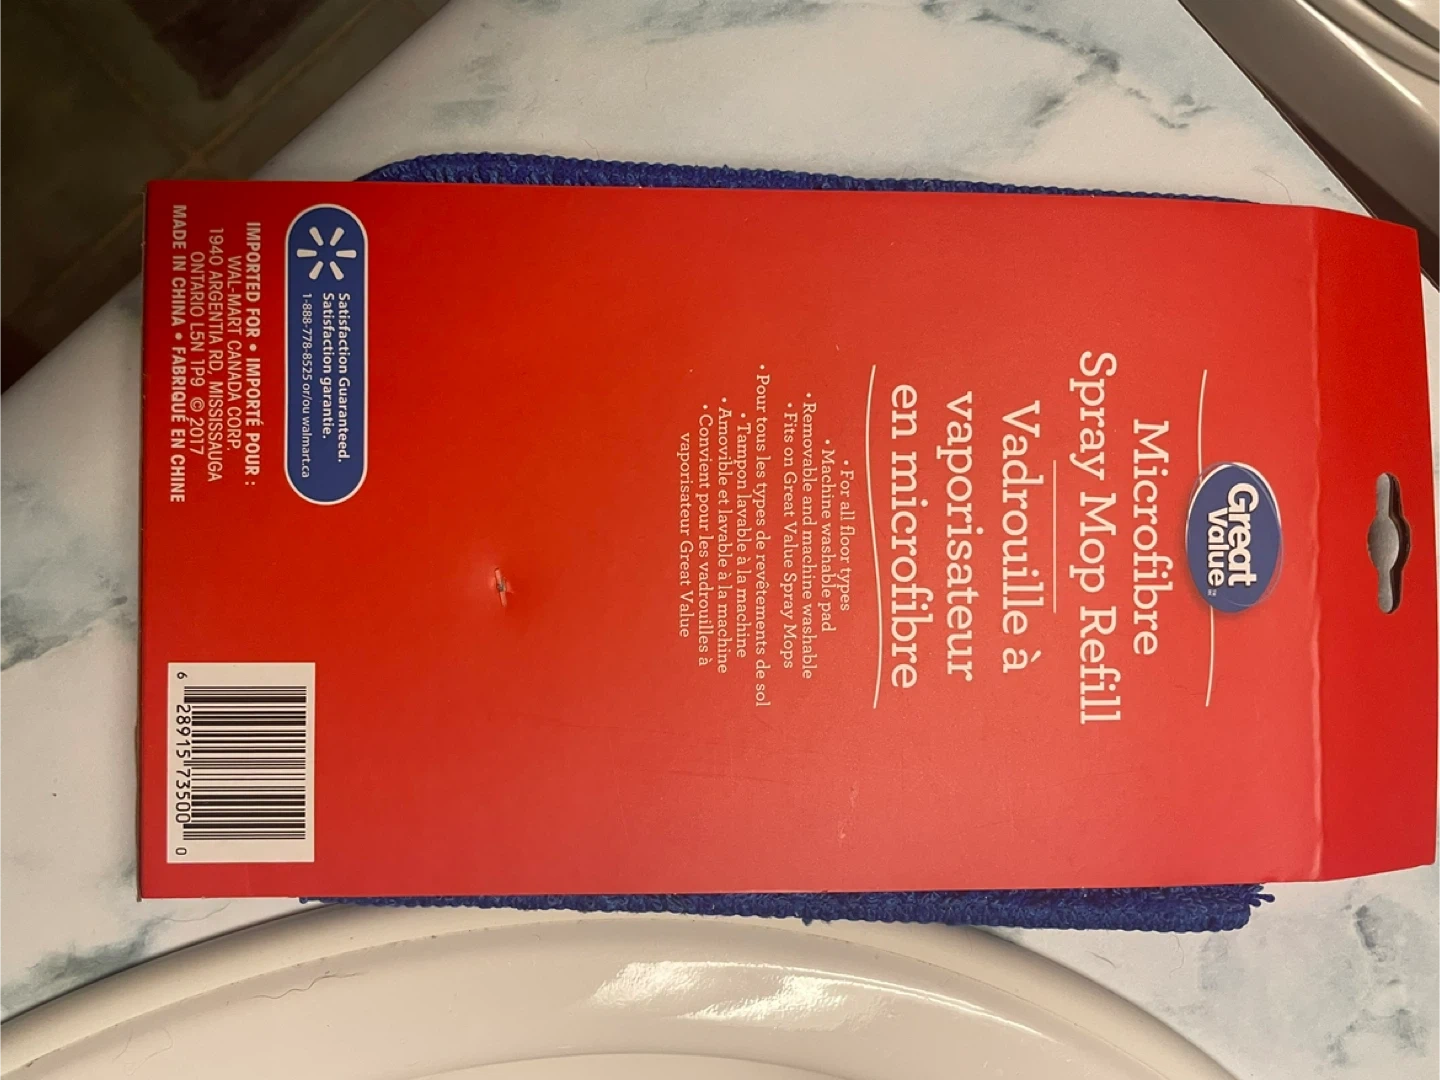 Great
Value™
Microfibre
Spray Mop Refill
Vadrouille à
vaporisateur
en microfibre
• For all floor types
• Machine washable pad
• Removable and machine washable
• Fits on Great Value Spray Mops
• Pour tous les types de revêtements de sol
• Tampon lavable à la machine
• Amovible et lavable à la machine
• Convient pour les vadrouilles à
vaporisateur Great Value
Satisfaction Guaranteed.
Satisfaction garantie.
1-888-778-8525 or/ou walmart.ca
IMPORTED FOR • IMPORTÉ POUR :
WAL-MART CANADA CORP.
1940 ARGENTIA RD, MISSISSAUGA
ONTARIO L5N 1P9 © 2017
MADE IN CHINA • FABRIQUÉ EN CHINE
6 28915 73500 0